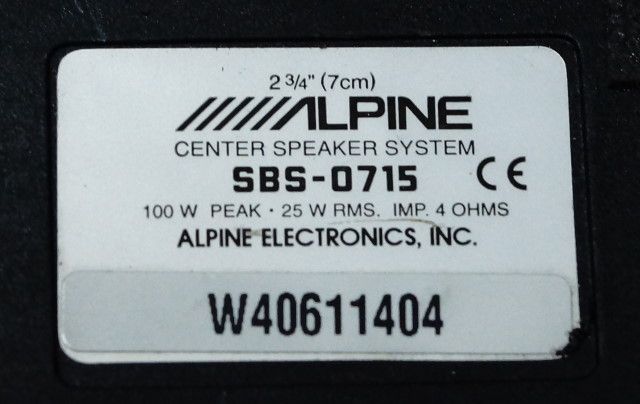 2 3/4" (7cm)
ALPINE
CENTER SPEAKER SYSTEM
SBS-0715 CE
100 W PEAK · 25 W RMS. IMP. 4 OHMS
ALPINE ELECTRONICS, INC.
W40611404